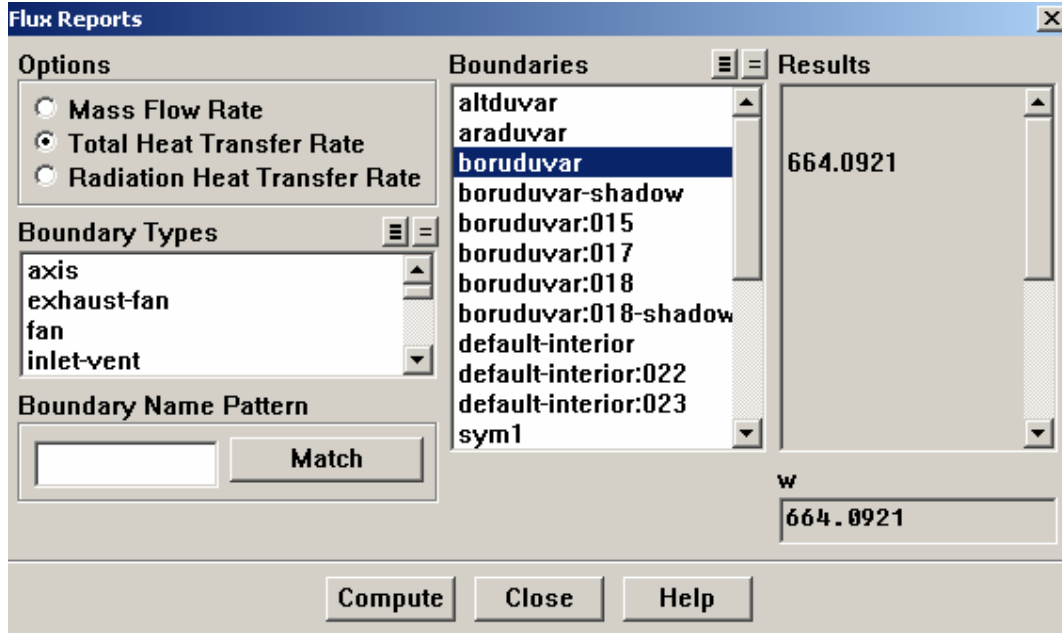 Flux Reports
Options
Mass Flow Rate
Total Heat Transfer Rate
Radiation Heat Transfer Rate
Boundary Types
axis
exhaust-fan
fan
inlet-vent
Boundary Name Pattern
Match
Boundaries
altduvar
araduvar
boruduvar
boruduvar-shadow
boruduvar:015
boruduvar:017
boruduvar:018
boruduvar:018-shadow
default-interior
default-interior:022
default-interior:023
sym1
Results
664.0921
w
664.0921
Compute
Close
Help